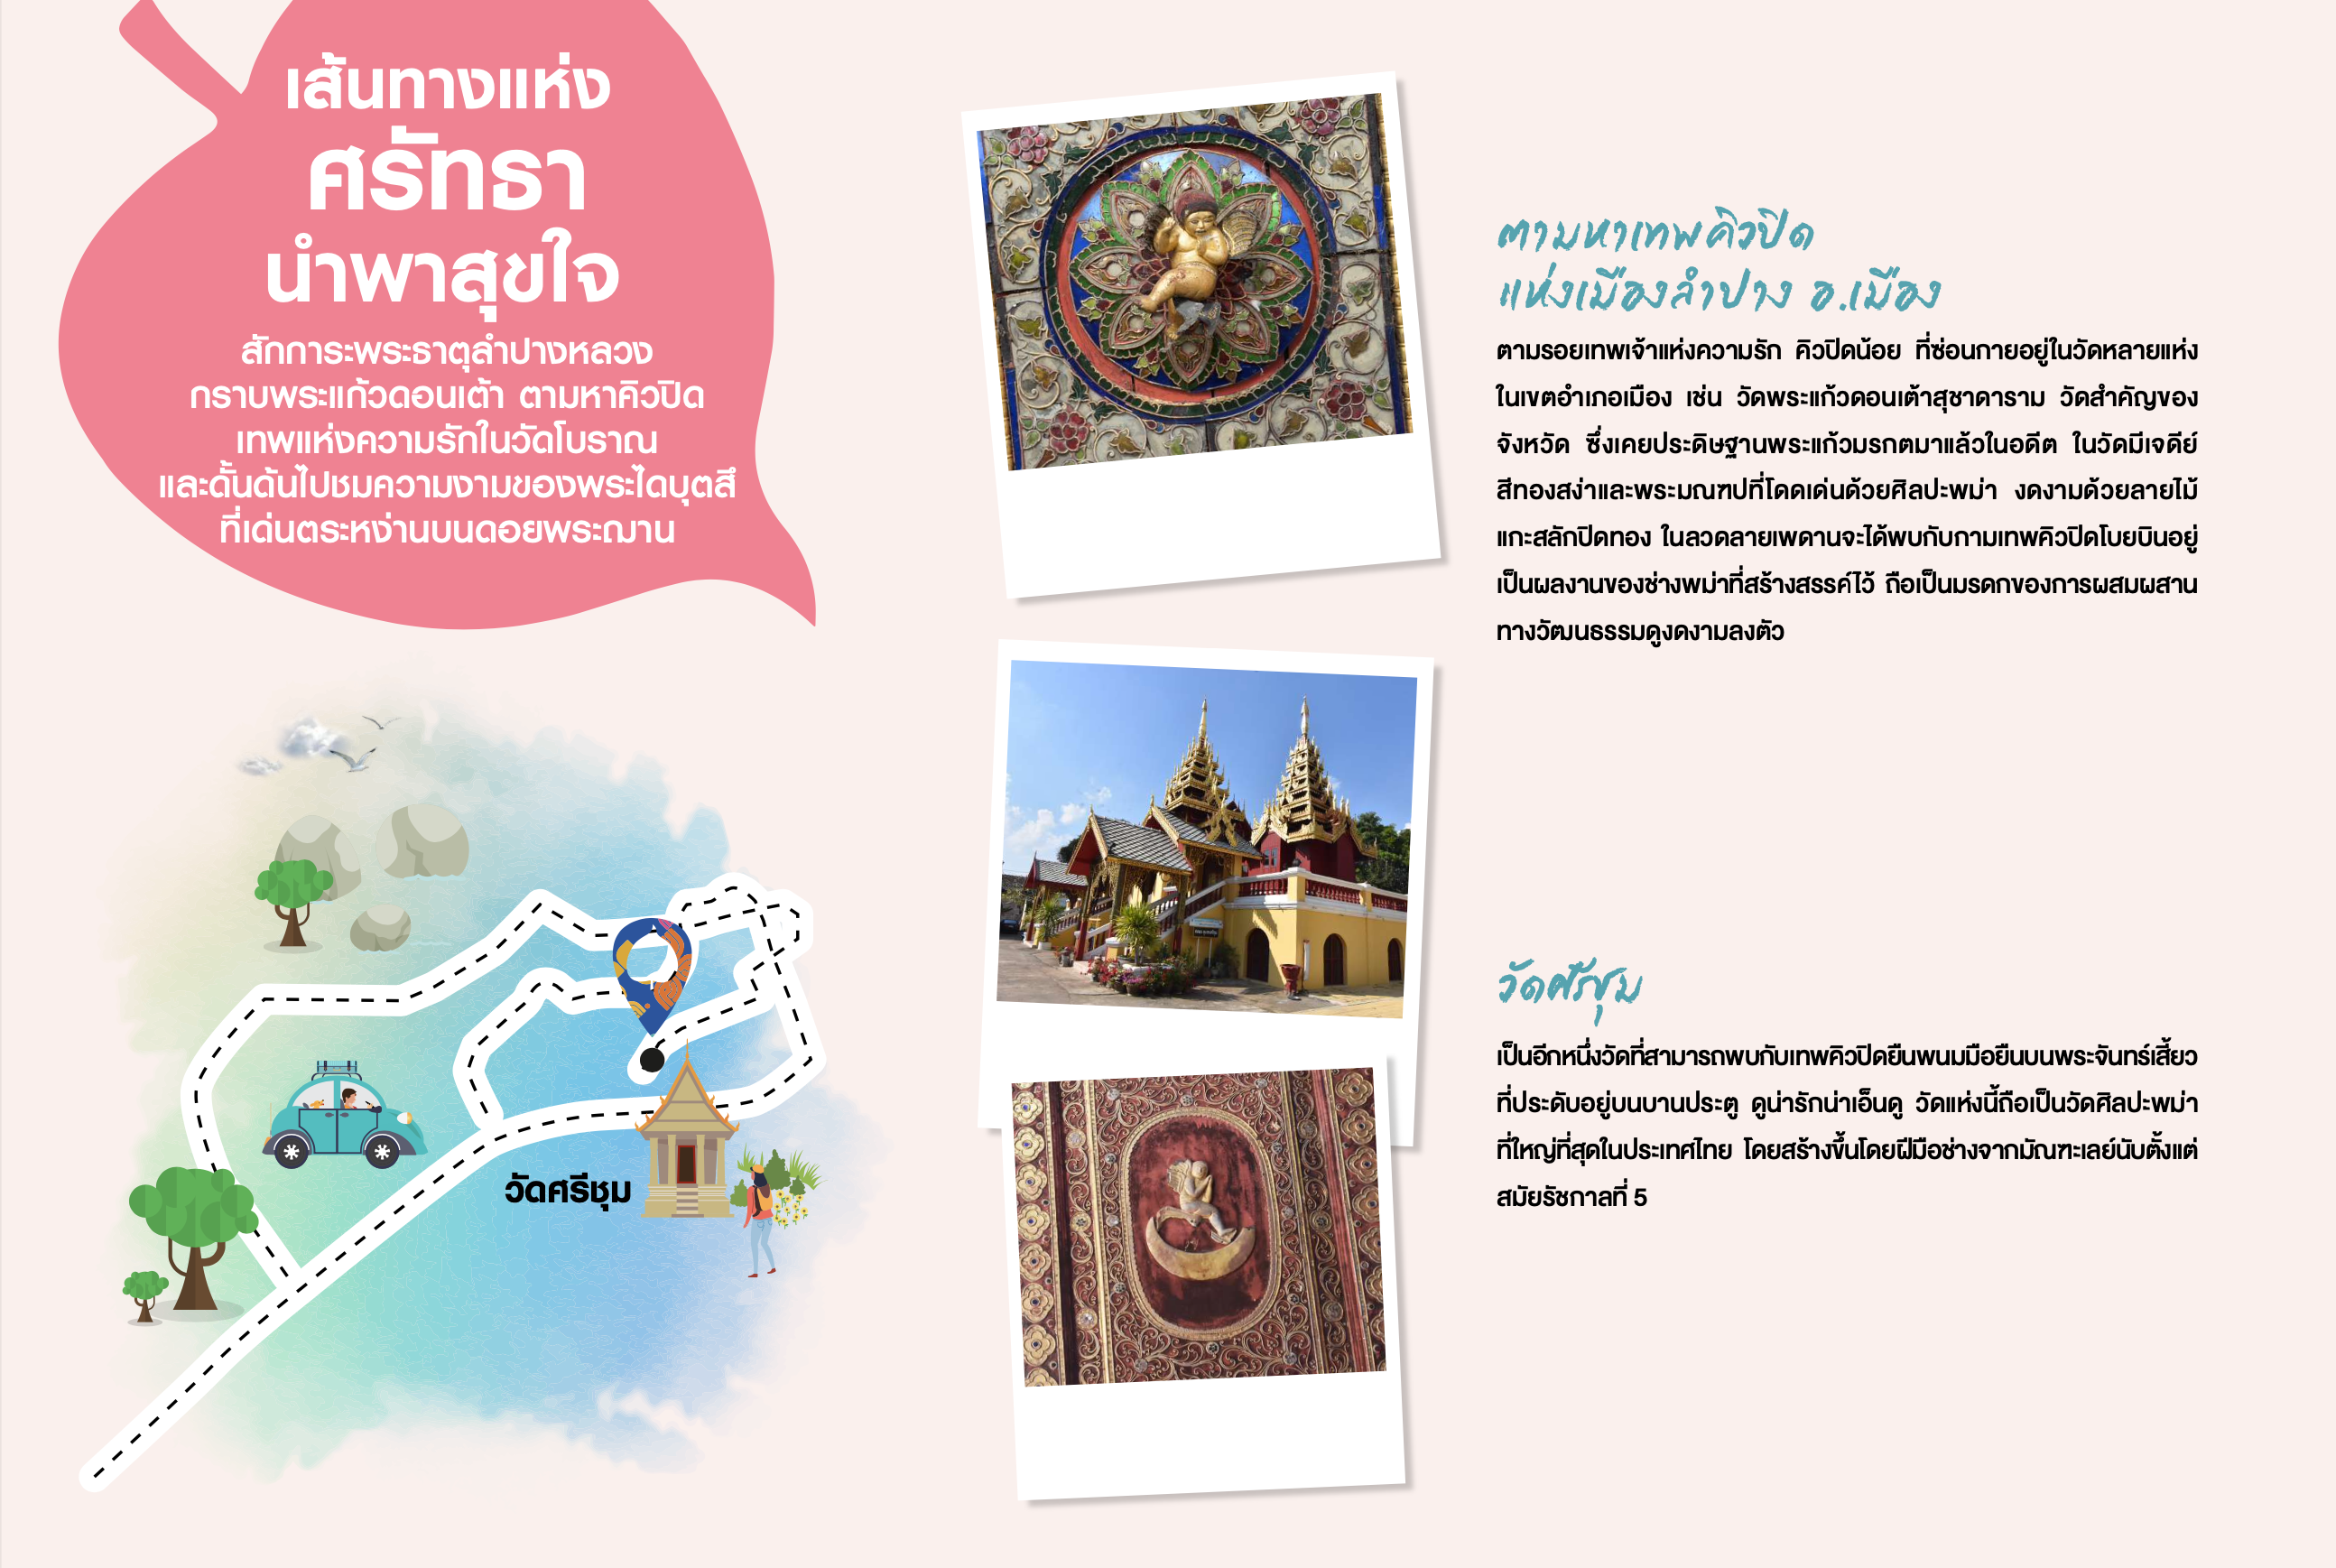 เส้นทางแห่ง
ศรัทธา
นำพาสุขใจ
สักการะพระธาตุลำปางหลวง
กราบพระแก้วดอนเต้า ตามหาคิวปิด
เทพแห่งความรักในวัดโบราณ
และดั้นด้นไปชมความงามของพระไดบุตสึ
ที่เด่นตระหง่านบนดอยพระฌาน
วัดศรีชุม
ตามหาเทพคิวปิด
แห่งเมืองลำปาง อ.เมือง
ตามรอยเทพเจ้าแห่งความรัก คิวปิดน้อย ที่ซ่อนกายอยู่ในวัดหลายแห่ง
ในเขตอำเภอเมือง เช่น วัดพระแก้วดอนเต้าสุชาดาราม วัดสำคัญของ
จังหวัด ซึ่งเคยประดิษฐานพระแก้วมรกตมาแล้วในอดีต ในวัดมีเจดีย์
สีทองสง่าและพระมณฑปที่โดดเด่นด้วยศิลปะพม่า งดงามด้วยลายไม้
แกะสลักปิดทอง ในลวดลายเพดานจะได้พบกับกามเทพคิวปิดโบยบินอยู่
เป็นผลงานของช่างพม่าที่สร้างสรรค์ไว้ ถือเป็นมรดกของการผสมผสาน
ทางวัฒนธรรมดูงดงามลงตัว
วัดศรีชุม
เป็นอีกหนึ่งวัดที่สามารถพบกับเทพคิวปิดยืนพนมมือยืนบนพระจันทร์เสี้ยว
ที่ประดับอยู่บนบานประตู ดูน่ารักน่าเอ็นดู วัดแห่งนี้ถือเป็นวัดศิลปะพม่า
ที่ใหญ่ที่สุดในประเทศไทย โดยสร้างขึ้นโดยฝีมือช่างจากมัณฑะเลย์นับตั้งแต่
สมัยรัชกาลที่ 5